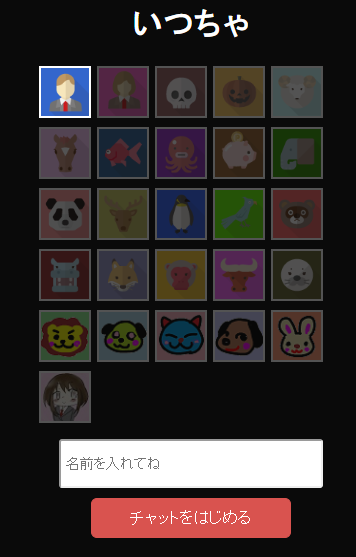 いつちゃ
名前を入れてね
チャットをはじめる